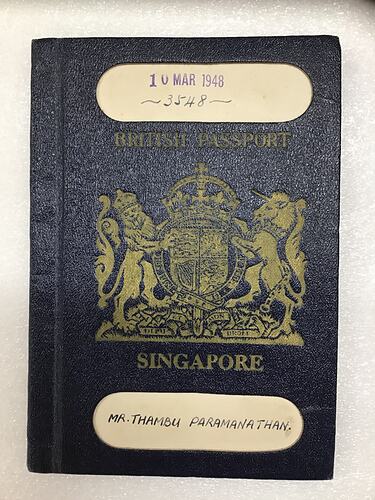 10 MAR 1948
~3548~
BRITISH PASSPORT
SINGAPORE
MR. THAMBU PARAMANATHAN.